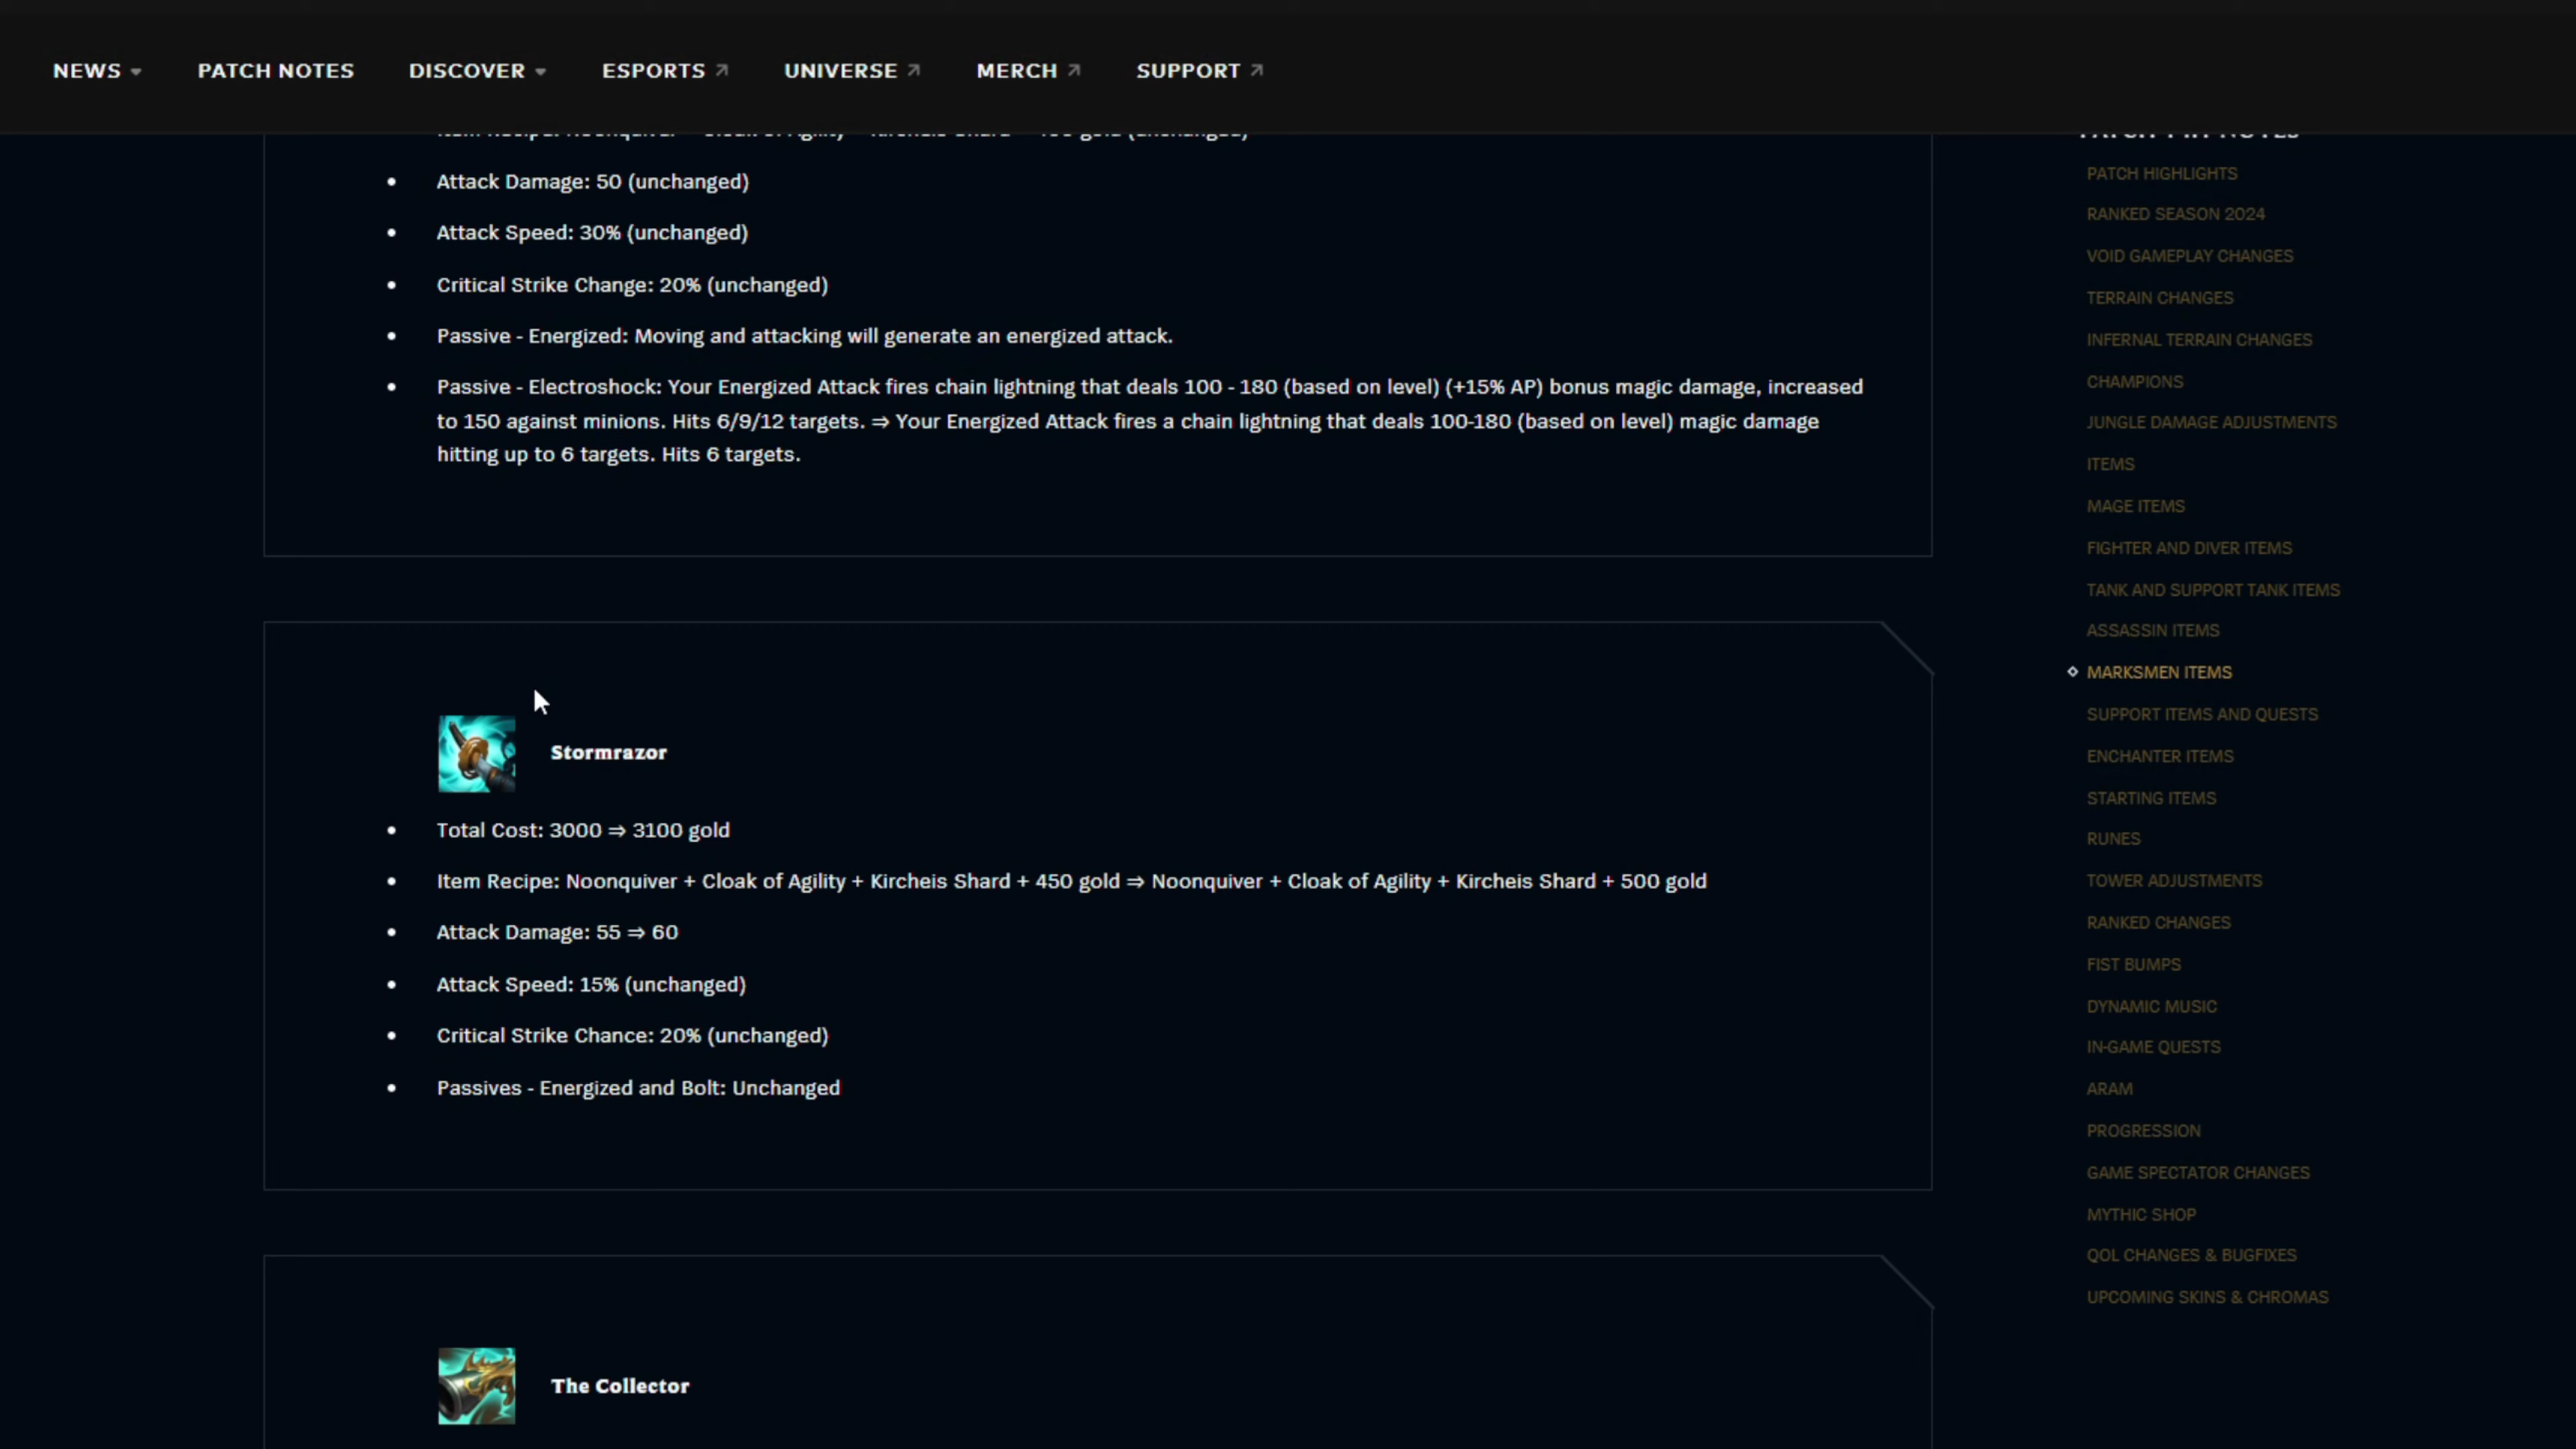 NEWS
PATCH NOTES
DISCOVER
ESPORTS
UNIVERSE
MERCH
SUPPORT
Attack Damage: 50 (unchanged)
Attack Speed: 30% (unchanged)
Critical Strike Change: 20% (unchanged)
Passive - Energized: Moving and attacking will generate an energized attack.
Passive - Electroshock: Your Energized Attack fires chain lightning that deals 100 - 180 (based on level) (+15% AP) bonus magic damage, increased
to 150 against minions. Hits 6/9/12 targets. ⇒ Your Energized Attack fires a chain lightning that deals 100-180 (based on level) magic damage
hitting up to 6 targets. Hits 6 targets.
Stormrazor
Total Cost: 3000 ⇒ 3100 gold
Item Recipe: Noonquiver + Cloak of Agility + Kircheis Shard + 450 gold ⇒ Noonquiver + Cloak of Agility + Kircheis Shard + 500 gold
Attack Damage: 55 ⇒ 60
Attack Speed: 15% (unchanged)
Critical Strike Chance: 20% (unchanged)
Passives - Energized and Bolt: Unchanged
The Collector
PATCH HIGHLIGHTS
RANKED SEASON 2024
VOID GAMEPLAY CHANGES
TERRAIN CHANGES
INFERNAL TERRAIN CHANGES
CHAMPIONS
JUNGLE DAMAGE ADJUSTMENTS
ITEMS
MAGE ITEMS
FIGHTER AND DIVER ITEMS
TANK AND SUPPORT TANK ITEMS
ASSASSIN ITEMS
MARKSMEN ITEMS
SUPPORT ITEMS AND QUESTS
ENCHANTER ITEMS
STARTING ITEMS
RUNES
TOWER ADJUSTMENTS
RANKED CHANGES
FIST BUMPS
DYNAMIC MUSIC
IN-GAME QUESTS
ARAM
PROGRESSION
GAME SPECTATOR CHANGES
MYTHIC SHOP
QOL CHANGES & BUGFIXES
UPCOMING SKINS & CHROMAS